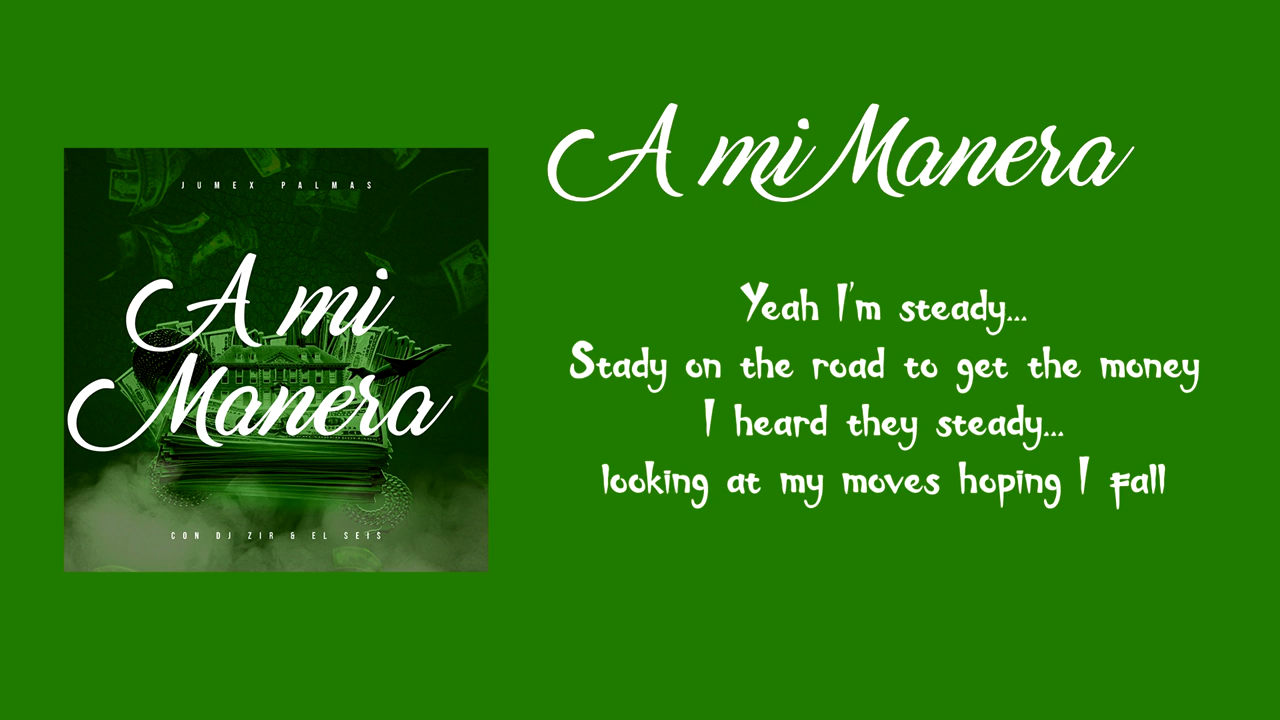 JUMEX PALMAS
A mi
Manera
CON DJ ZIR & EL SEIS
A mi Manera
Yeah I'm steady...
Stady on the road to get the money
I heard they steady...
looking at my moves hoping I fall